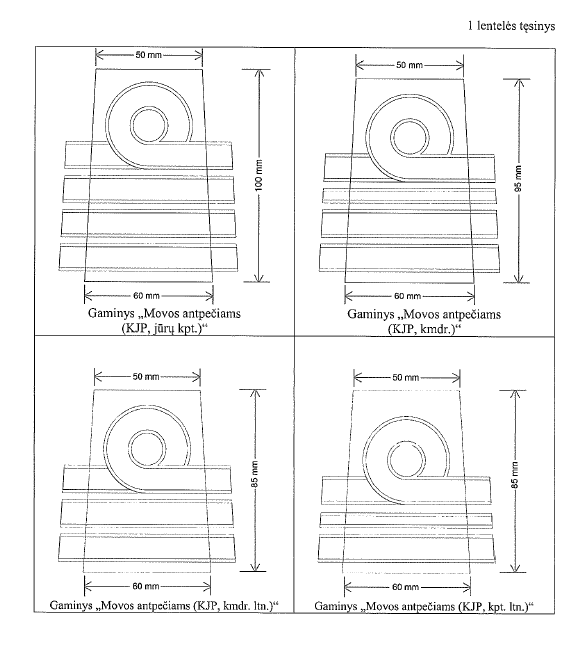 1 lentelės tęsinys
50 mm
100 mm
60 mm
Gaminys „Movos antpečiams
(KJP, jūrų kpt.)“
50 mm
95 mm
60 mm
Gaminys „Movos antpečiams
(KJP, kmdr.)“
50 mm
85 mm
60 mm
Gaminys „Movos antpečiams (KJP, kmdr. ltn.)“
50 mm
85 mm
60 mm
Gaminys „Movos antpečiams (KJP, kpt. ltn.)“